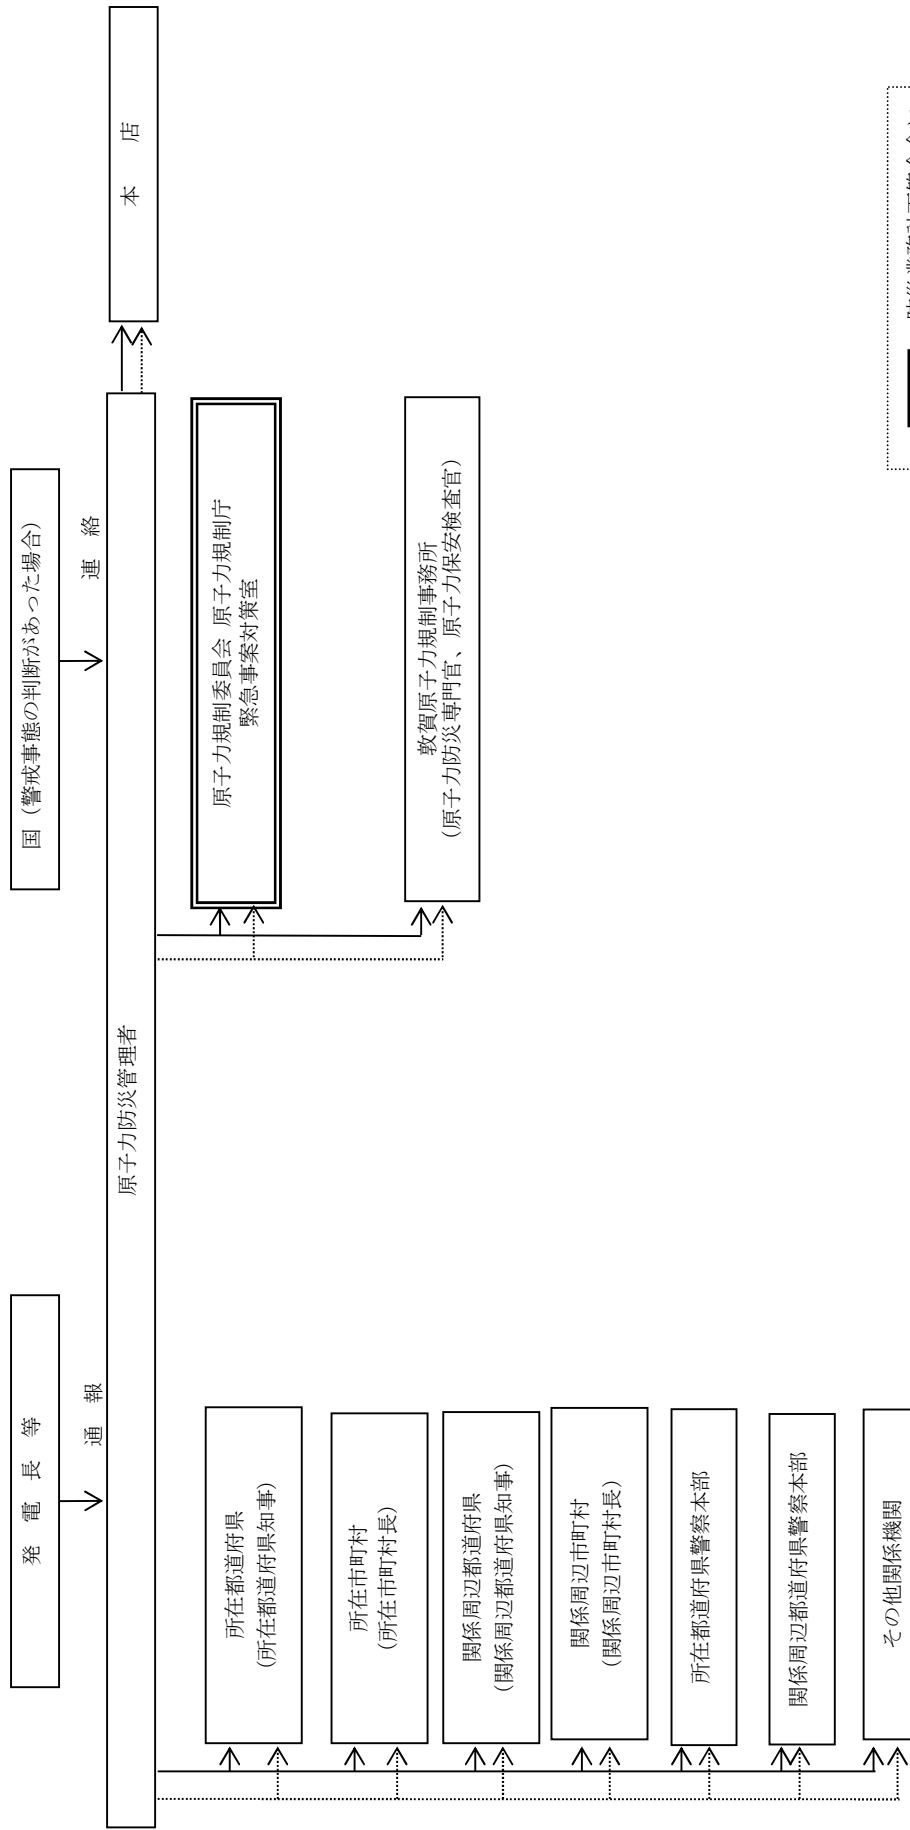 発　電　長　等
国（警戒事態の判断があった場合）
通　報
連　絡
原子力防災管理者
本　店
原子力規制委員会 原子力規制庁
緊急事案対策室
敦賀原子力規制事務所
(原子力防災専門官、原子力保安検査官)
所在都道府県
(所在都道府県知事)
所在市町村
(所在市町村長)
関係周辺都道府県
(関係周辺都道府県知事)
関係周辺市町村
(関係周辺市町村長)
所在都道府県警察本部
関係周辺都道府県警察本部
その他関係機関